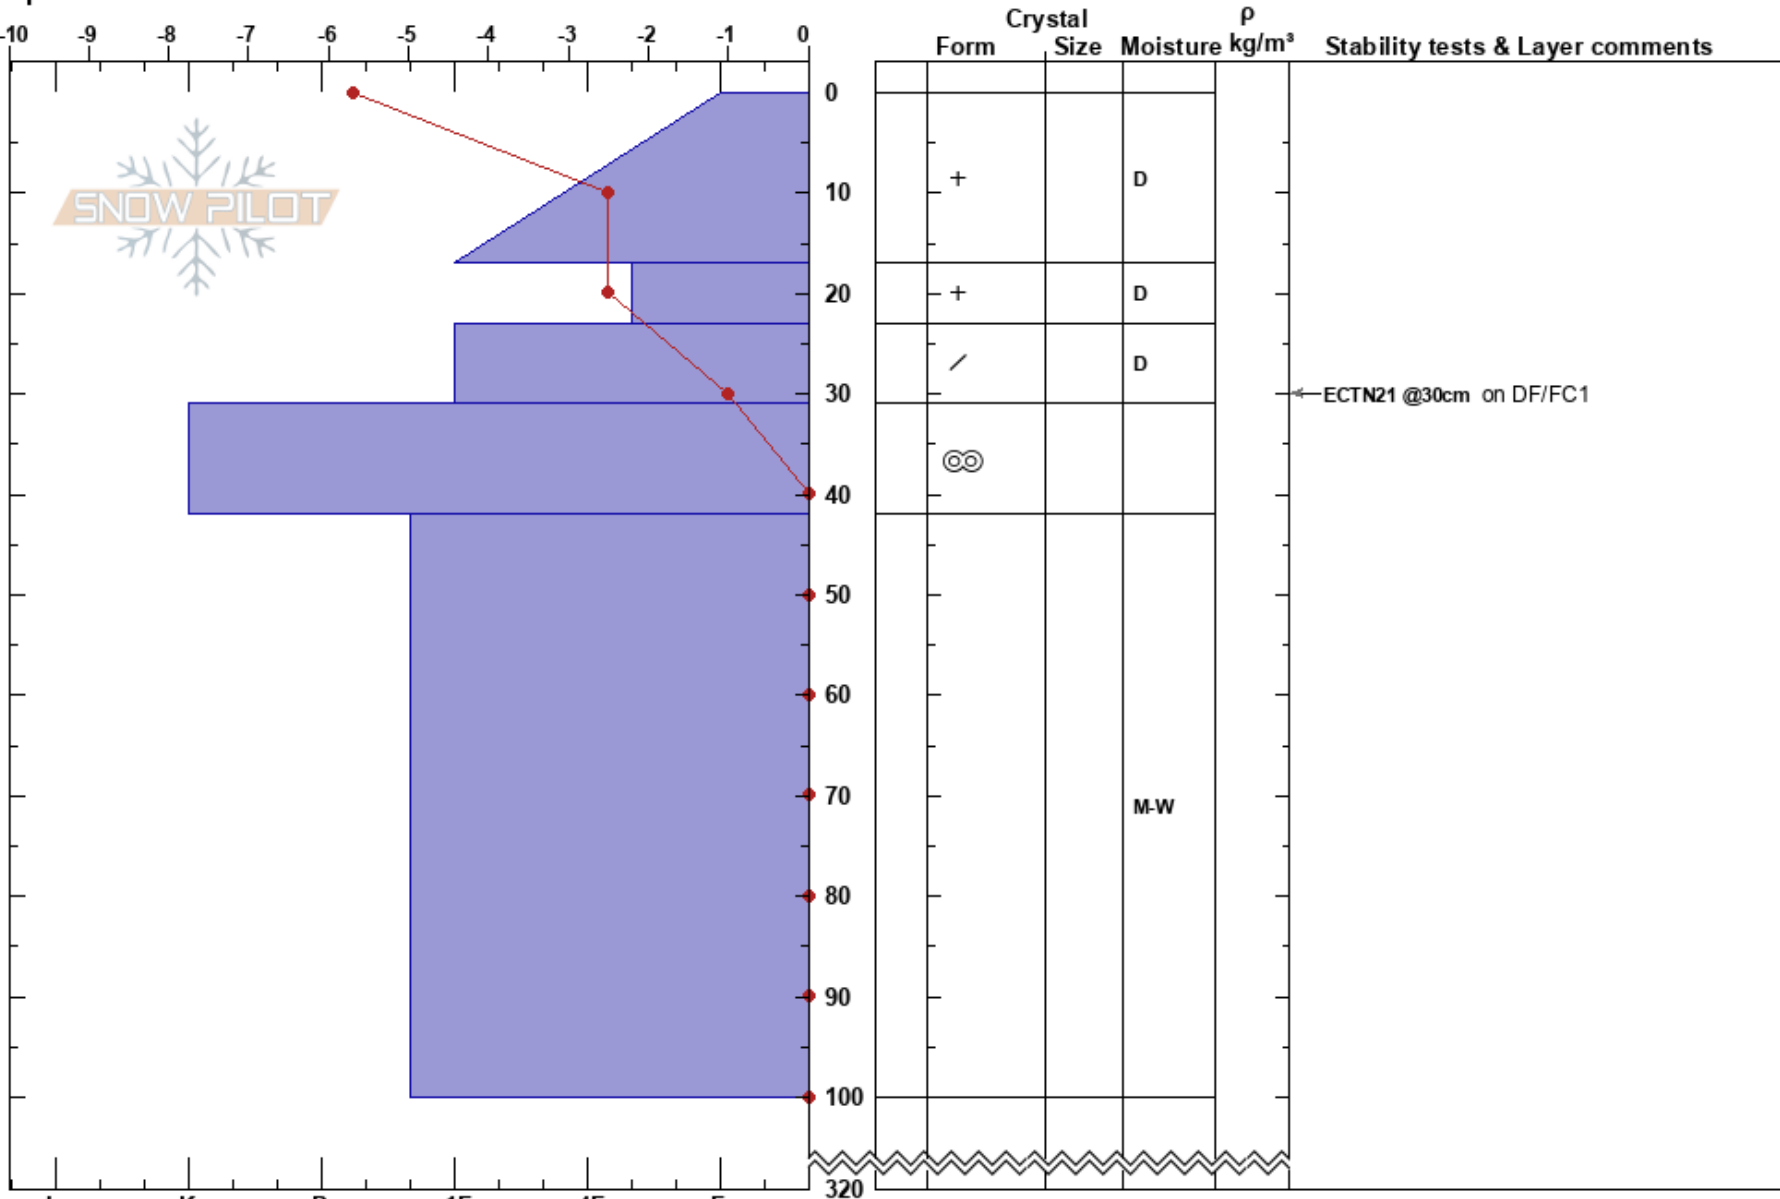 Crystal ρ
-10 -9 -8 -7 -6 -5 -4 -3 -2 -1 0 Form Size Moisture kg/m³ Stability tests & Layer comments
0
+ D
SNOW PILOT
10
20 + D
D
30 ECTN21 @30cm on DF/FC1
40
50
60
70
M-W
80
90
100
320